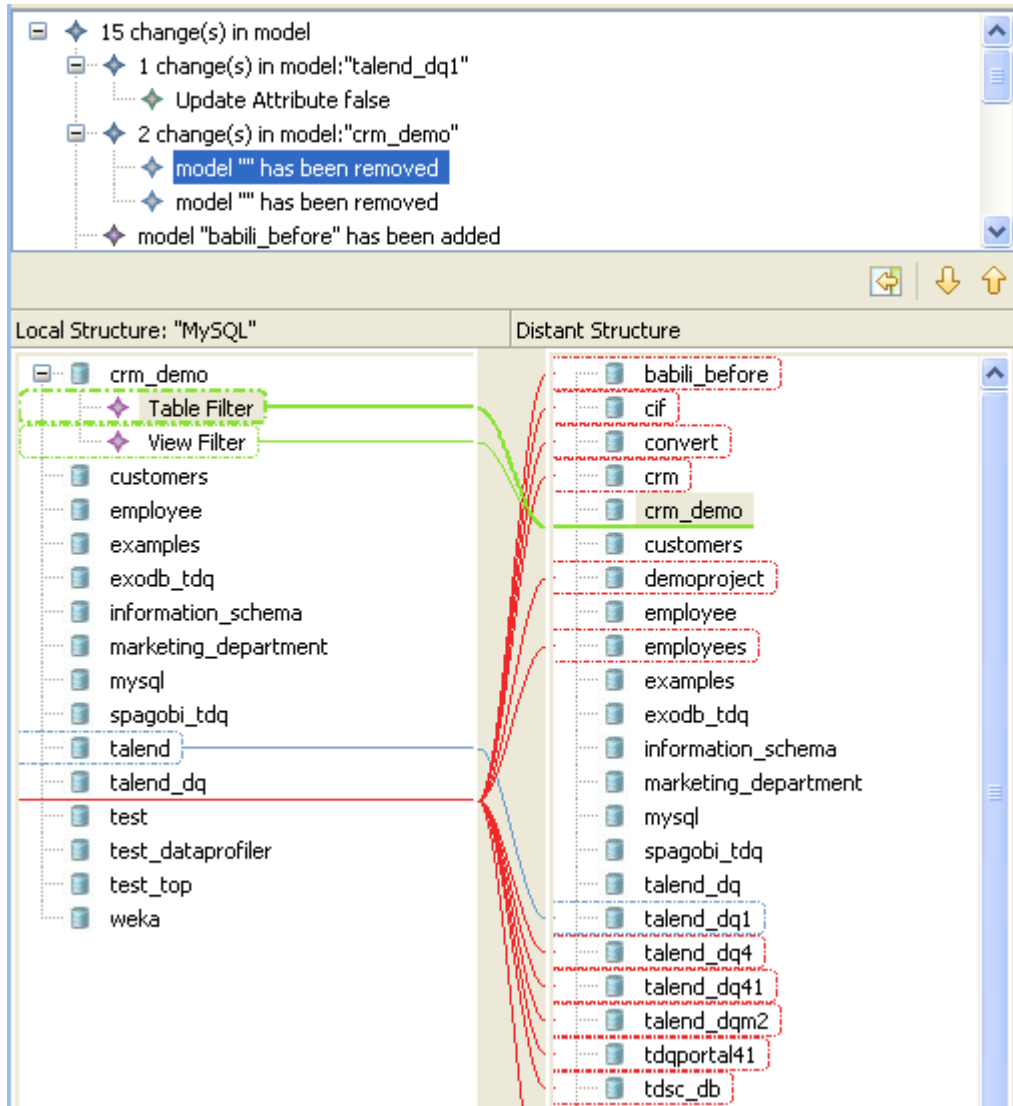 15 change(s) in model
1 change(s) in model:"talend_dq1"
Update Attribute false
2 change(s) in model:"crm_demo"
model "" has been removed
model "" has been removed
model "babili_before" has been added
Local Structure: "MySQL"
Distant Structure
crm_demo
Table Filter
View Filter
customers
employee
examples
exodb_tdq
information_schema
marketing_department
mysql
spagobi_tdq
talend
talend_dq
test
test_dataprofiler
test_top
weka
babili_before
cif
convert
crm
crm_demo
customers
demoproject
employee
employees
examples
exodb_tdq
information_schema
marketing_department
mysql
spagobi_tdq
talend_dq
talend_dq1
talend_dq4
talend_dq41
talend_dqm2
tdqportal41
tdsc_db